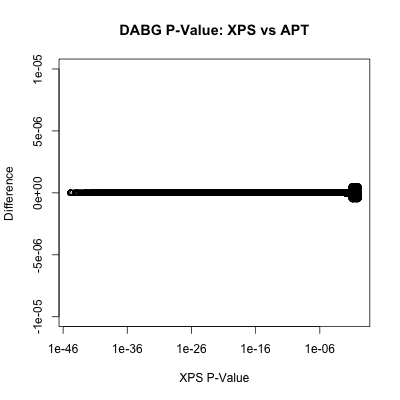 DABG P-Value: XPS vs APT
Difference
1e-05
5e-06
0e+00
-5e-06
-1e-05
1e-46 1e-36 1e-26 1e-16 1e-06
XPS P-Value